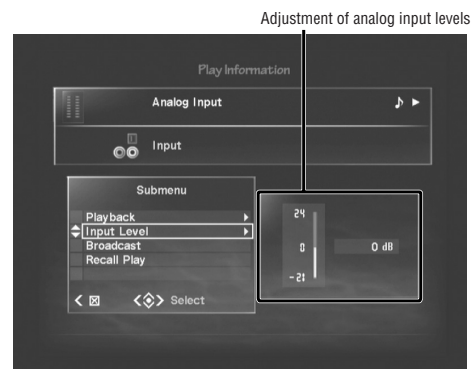 Adjustment of analog input levels
Play Information
Analog Input
Input
Submenu
Playback
Input Level
Broadcast
Recall Play
Select
24
0
-21
0 dB